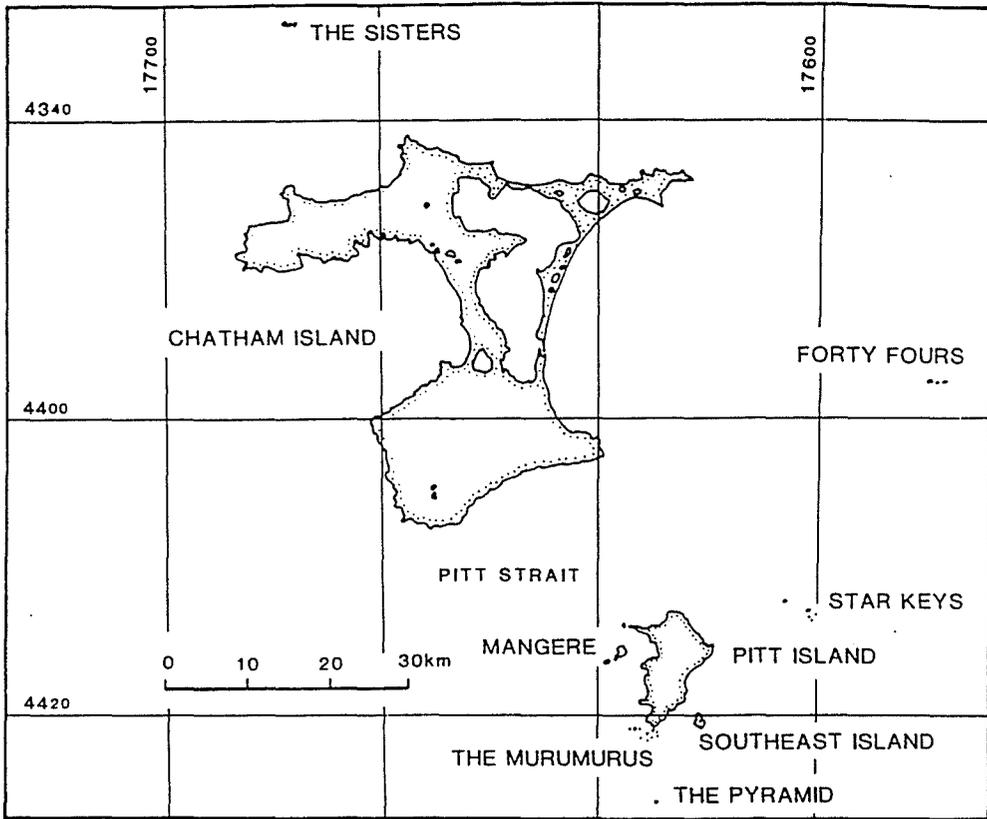 THE SISTERS
17700
17600
4340
CHATHAM ISLAND
FORTY FOURS
4400
PITT STRAIT
STAR KEYS
MANGERE
PITT ISLAND
0 10 20 30km
4420
SOUTHEAST ISLAND
THE MURUMURUS
THE PYRAMID